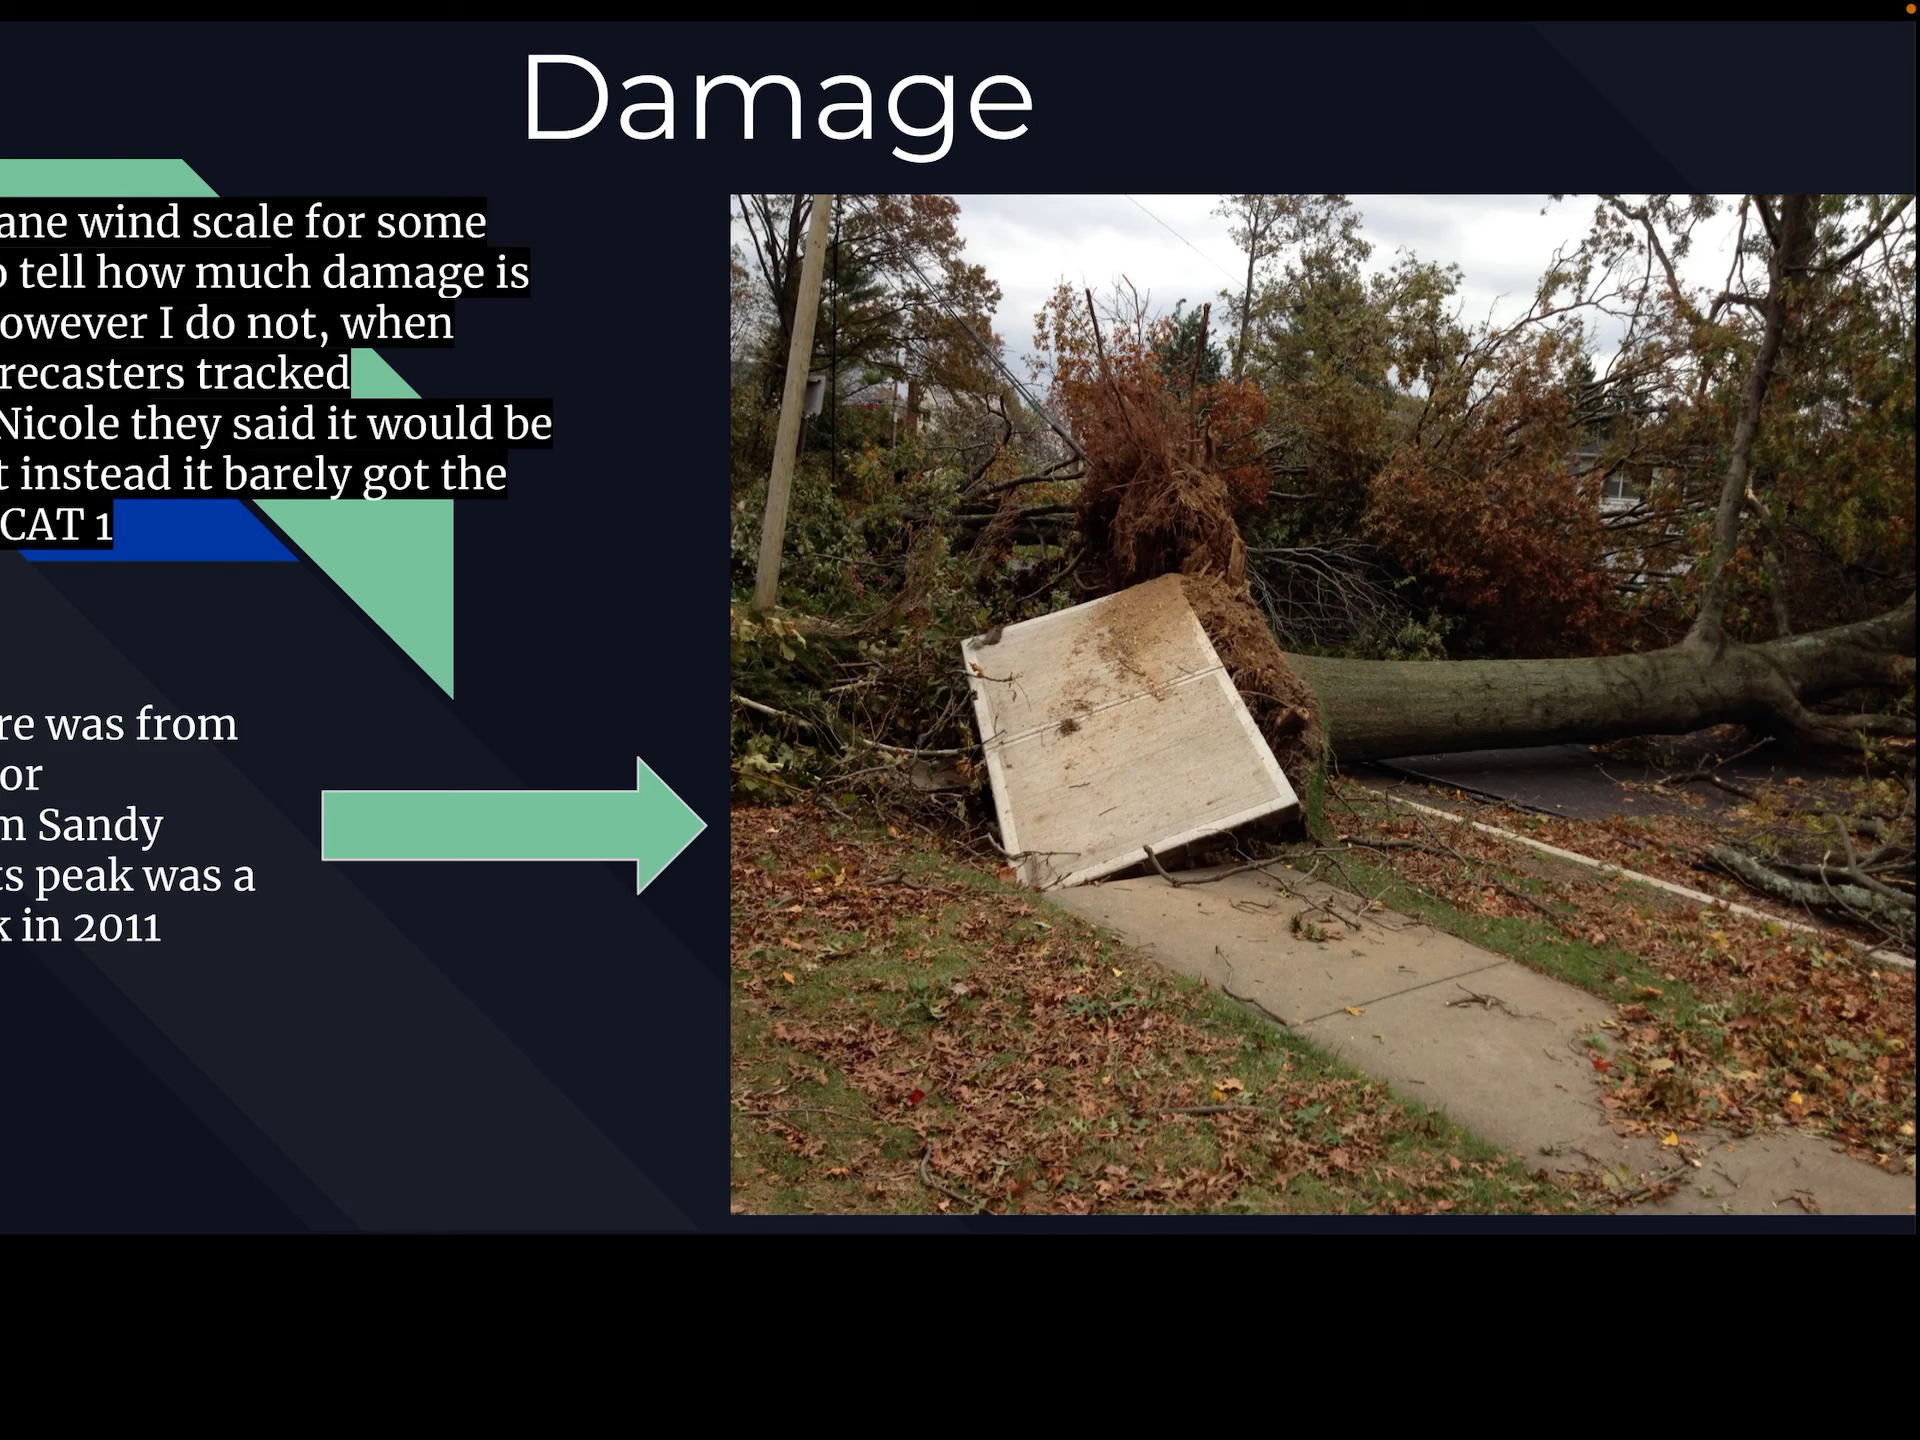 Damage
ane wind scale for some
o tell how much damage is
owever I do not, when
recasters tracked
Nicole they said it would be
t instead it barely got the
CAT 1
re was from
or
m Sandy
ts peak was a
k in 2011